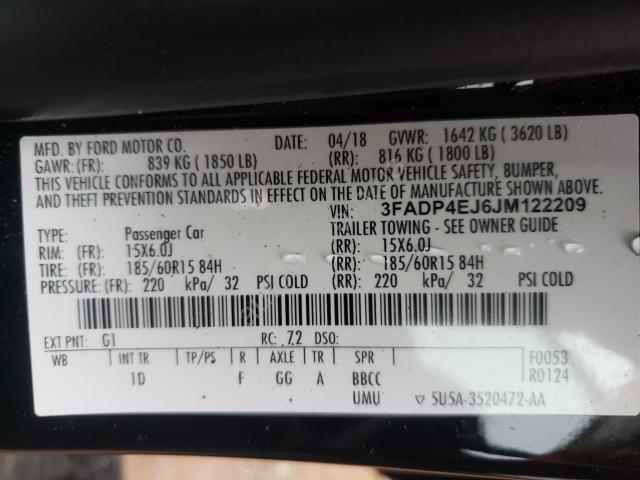 MFD. BY FORD MOTOR CO. DATE: 04/18 GVWR: 1642 KG ( 3620 LB)
GAWR: (FR): 839 KG ( 1850 LB) (RR): 816 KG ( 1800 LB)
THIS VEHICLE CONFORMS TO ALL APPLICABLE FEDERAL MOTOR VEHICLE SAFETY, BUMPER,
AND THEFT PREVENTION STANDARDS IN EFFECT ON THE DATE OF MANUFACTURE SHOWN ABOVE.
VIN: 3FADP4EJ6JM122209
TYPE: Passenger Car TRAILER TOWING - SEE OWNER GUIDE
RIM: (FR): 15X6.0J (RR): 15X6.0J
TIRE: (FR): 185/60R15 84H (RR): 185/60R15 84H
PRESSURE: (FR): 220 kPa/ 32 PSI COLD (RR): 220 kPa/ 32 PSI COLD
EXT PNT: G1 RC: 72 DSO: F0053
WB INT TR TP/PS R AXLE TR SPR R0124
1D F GG A BBCC
UMU ▽ 5U5A-3520472-AA